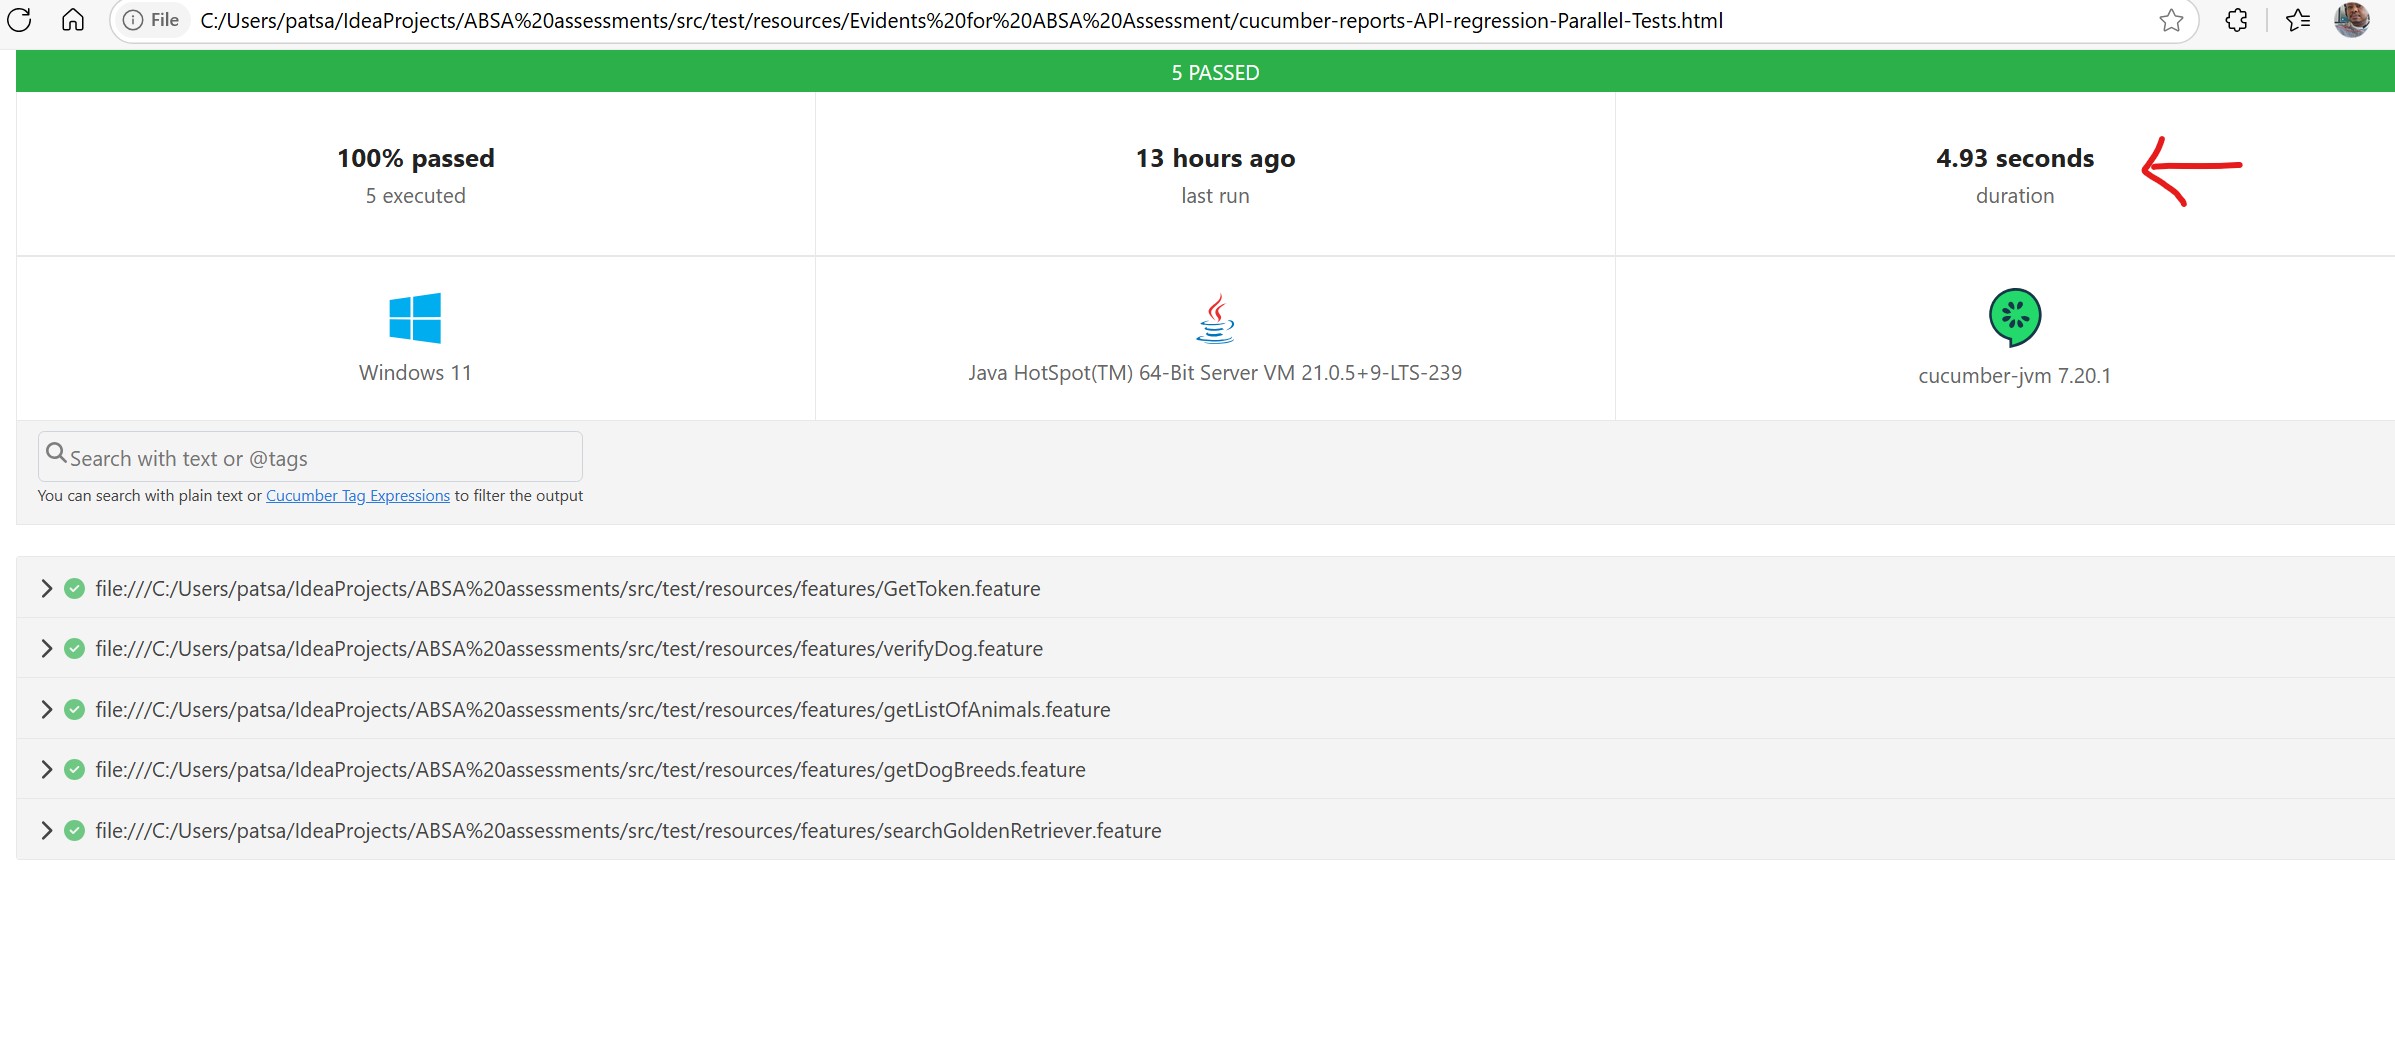 File C:/Users/patsa/IdeaProjects/ABSA%20assessments/src/test/resources/Evidents%20for%20ABSA%20Assessment/cucumber-reports-API-regression-Parallel-Tests.html
5 PASSED
100% passed
5 executed
13 hours ago
last run
4.93 seconds
duration
Windows 11
Java HotSpot(TM) 64-Bit Server VM 21.0.5+9-LTS-239
cucumber-jvm 7.20.1
Search with text or @tags
You can search with plain text or Cucumber Tag Expressions to filter the output
file:///C:/Users/patsa/IdeaProjects/ABSA%20assessments/src/test/resources/features/GetToken.feature
file:///C:/Users/patsa/IdeaProjects/ABSA%20assessments/src/test/resources/features/verifyDog.feature
file:///C:/Users/patsa/IdeaProjects/ABSA%20assessments/src/test/resources/features/getListOfAnimals.feature
file:///C:/Users/patsa/IdeaProjects/ABSA%20assessments/src/test/resources/features/getDogBreeds.feature
file:///C:/Users/patsa/IdeaProjects/ABSA%20assessments/src/test/resources/features/searchGoldenRetriever.feature